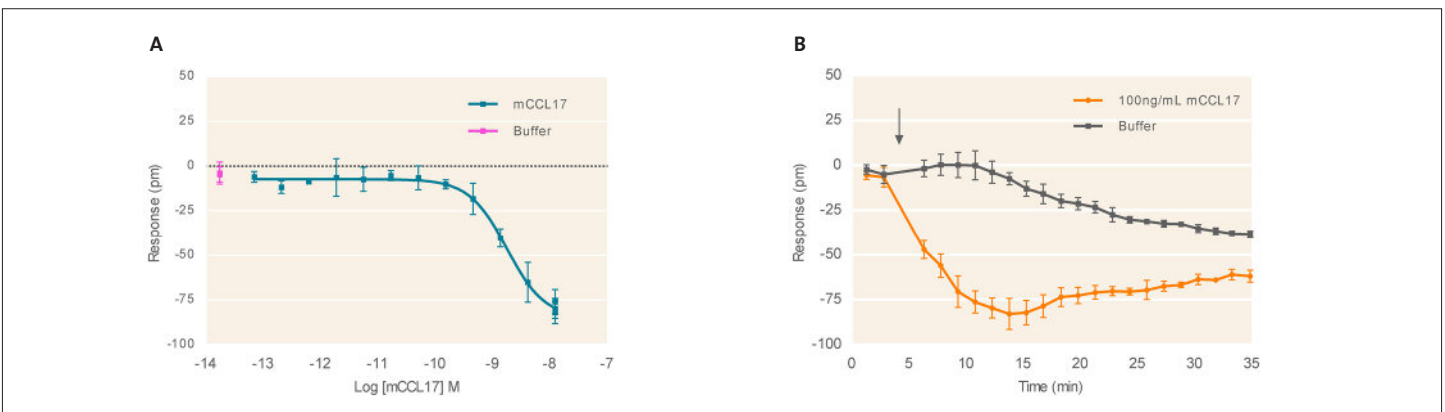 A
50
25
0
-25
-50
-75
-100
Response (pm)
mCCL17
Buffer
-14 -13 -12 -11 -10 -9 -8 -7
Log [mCCL17] M
B
50
25
0
-25
-50
-75
-100
Response (pm)
100ng/mL mCCL17
Buffer
0 5 10 15 20 25 30 35
Time (min)